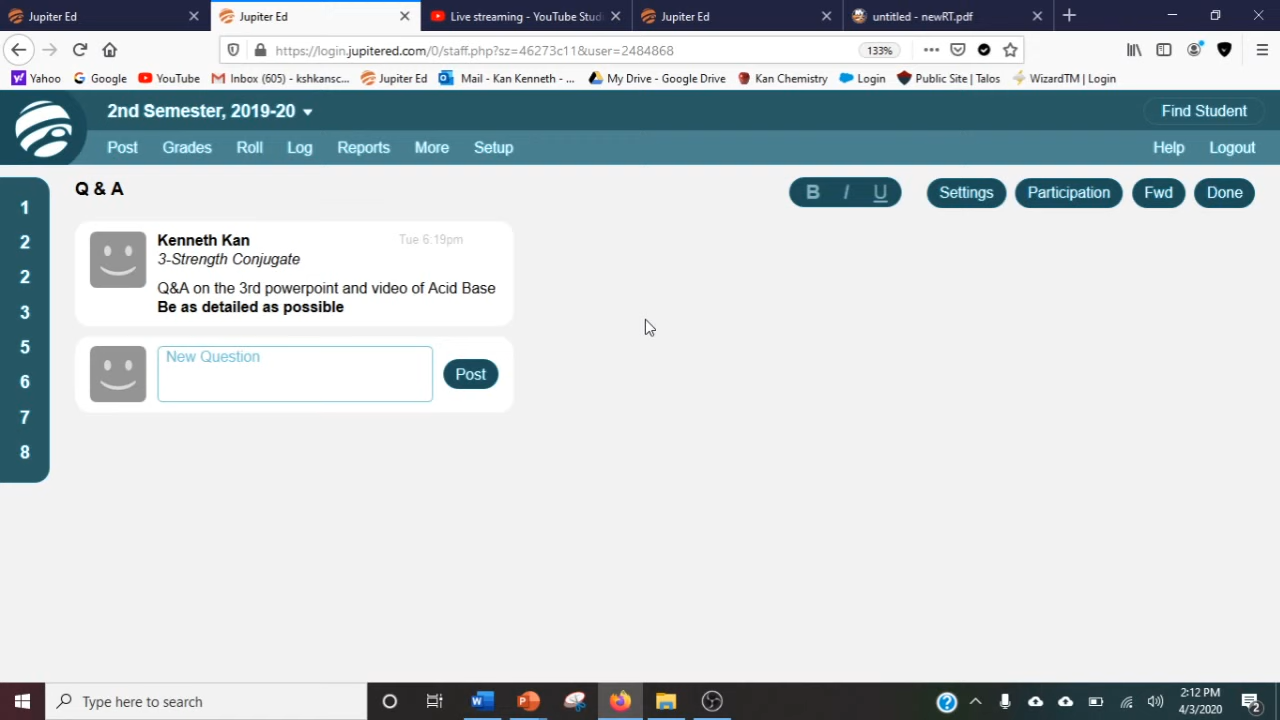 Jupiter Ed
Jupiter Ed
Live streaming - YouTube Stud
Jupiter Ed
untitled - newRT.pdf
https://login.jupitered.com/0/staff.php?sz=46273c11&user=2484868
133%
Yahoo
Google
YouTube
Inbox (605) - kshkansc...
Jupiter Ed
Mail - Kan Kenneth - ...
My Drive - Google Drive
Kan Chemistry
Login
Public Site | Talos
WizardTM | Login
2nd Semester, 2019-20
Find Student
Post Grades Roll Log Reports More Setup
Help Logout
1
2
2
3
5
6
7
8
Q & A
B I U
Settings
Participation
Fwd
Done
Kenneth Kan
Tue 6:19pm
3-Strength Conjugate
Q&A on the 3rd powerpoint and video of Acid Base
Be as detailed as possible
New Question
Post
Type here to search
2:12 PM
4/3/2020
2